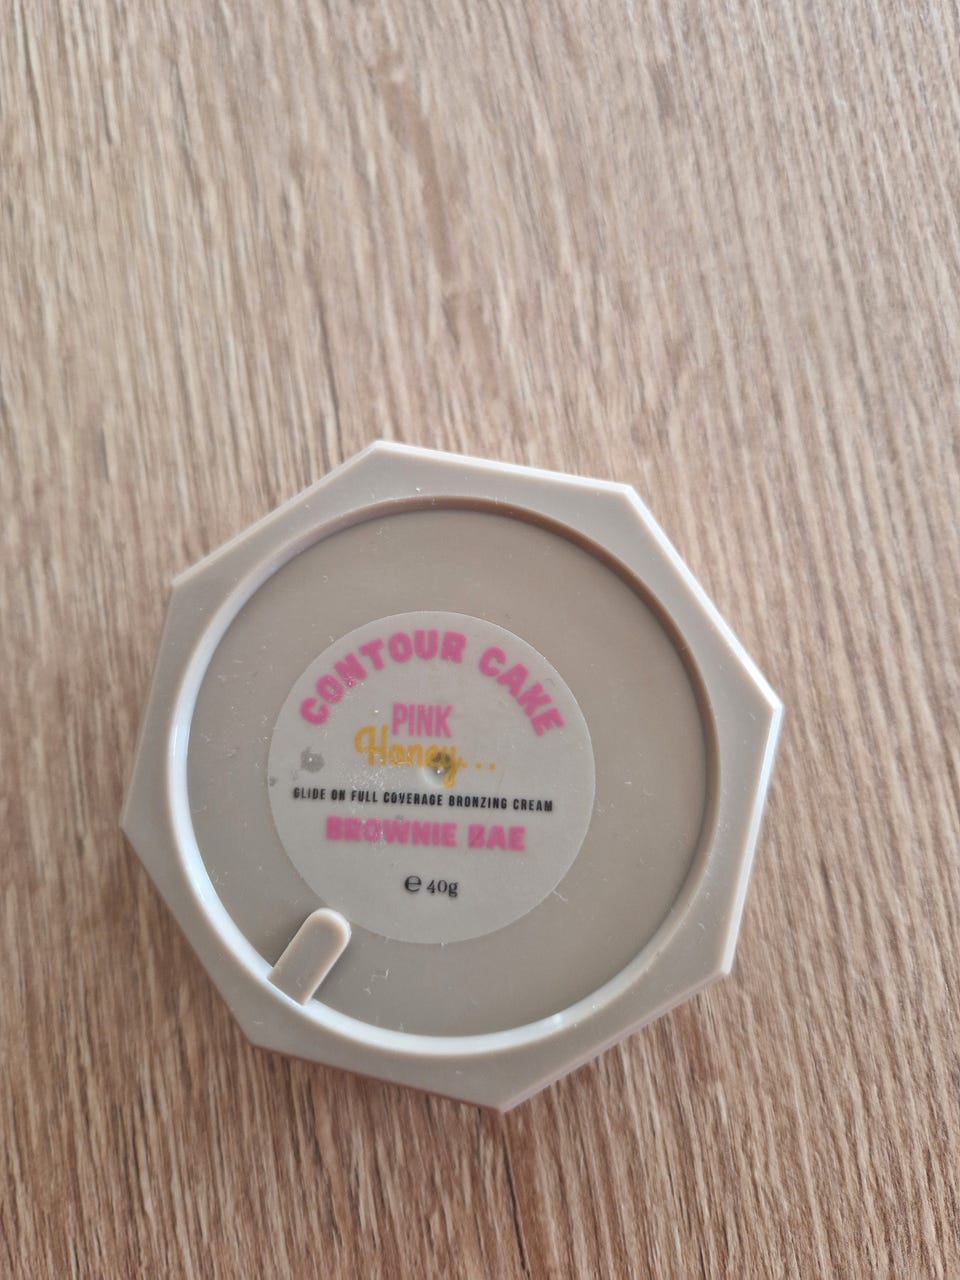 CONTOUR CAKE
PINK
Honey..
GLIDE ON FULL COVERAGE BRONZING CREAM
BROWNIE BAE
℮ 40g